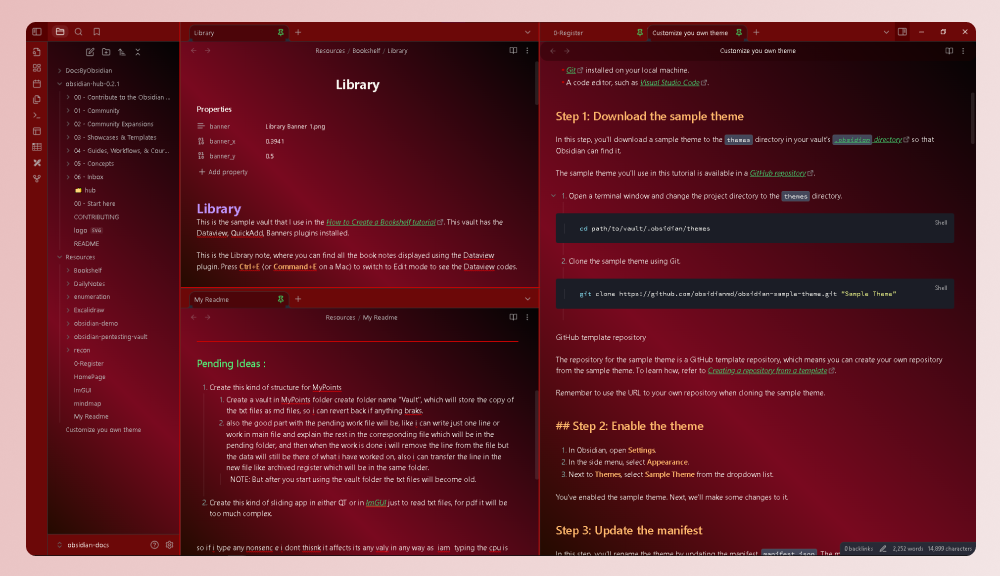 DocsByObsidian
obsidian-hub-0.2.1
00 - Contribute to the Obsidian ...
01 - Community
02 - Community Expansions
03 - Showcases & Templates
04 - Guides, Workflows, & Cour...
05 - Concepts
06 - Inbox
hub
00 - Start here
CONTRIBUTING
logo SVG
README
Resources
Bookshelf
DailyNotes
enumeration
Excalidraw
obsidian-demo
obsidian-pentesting-vault
recon
0-Register
HomePage
ImGUI
mindmap
My Readme
Customize you own theme
obsidian-docs
Library
Resources / Bookshelf / Library
Library
Properties
banner Library Banner 1.png
banner_x 0.2941
banner_y 0.5
Add property
Library
This is the sample vault that I use in the How to Create a Bookshelf tutorial. This vault has the
Dataview, QuickAdd, Banners plugins installed.
This is the Library note, where you can find all the book notes displayed using the Dataview
plugin. Press Ctrl+E (or Command+E on a Mac) to switch to Edit mode to see the Dataview codes.
My Readme
Resources / My Readme
Pending Ideas :
1. Create this kind of structure for MyPoints
1. Create a vault in MyPoints folder create folder name "Vault", which will store the copy of
the txt files as md files, so i can revert back if anything braks.
2. also the good part with the pending work file will be, like i can write just one line or
work in main file and explain the rest in the corresponding file which will be in the
pending folder, and then when the work is done i will remove the line from the file but
the data will still be there of what i have worked on, also i can transfer the line in the
new file like archived register which will be in the same folder.
NOTE: But after you start using the vault folder the txt files will become old.
2. Create this kind of sliding app in either QT or in ImGUI just to read txt files, for pdf it will be
too much complex.
so if i type any nonsenc e i dont thisnk it affects its any valy in any way as iam typing the cpu is
0-Register
Customize you own theme
Customize you own theme
- Git installed on your local machine.
- A code editor, such as Visual Studio Code.
Step 1: Download the sample theme
In this step, you'll download a sample theme to the themes directory in your vault's .obsidian directory so that
Obsidian can find it.
The sample theme you'll use in this tutorial is available in a GitHub repository.
1. Open a terminal window and change the project directory to the themes directory.
Shell
cd path/to/vault/.obsidian/themes
2. Clone the sample theme using Git.
Shell
git clone https://github.com/obsidianmd/obsidian-sample-theme.git "Sample Theme"
GitHub template repository
The repository for the sample theme is a GitHub template repository, which means you can create your own repository
from the sample theme. To learn how, refer to Creating a repository from a template.
Remember to use the URL to your own repository when cloning the sample theme.
## Step 2: Enable the theme
1. In Obsidian, open Settings.
2. In the side menu, select Appearance.
3. Next to Themes, select Sample Theme from the dropdown list.
You've enabled the sample theme. Next, we'll make some changes to it.
Step 3: Update the manifest
In this step, you'll rename the theme by updating the manifest manifest.json. The m
0 backlinks 2,252 words 14,899 characters